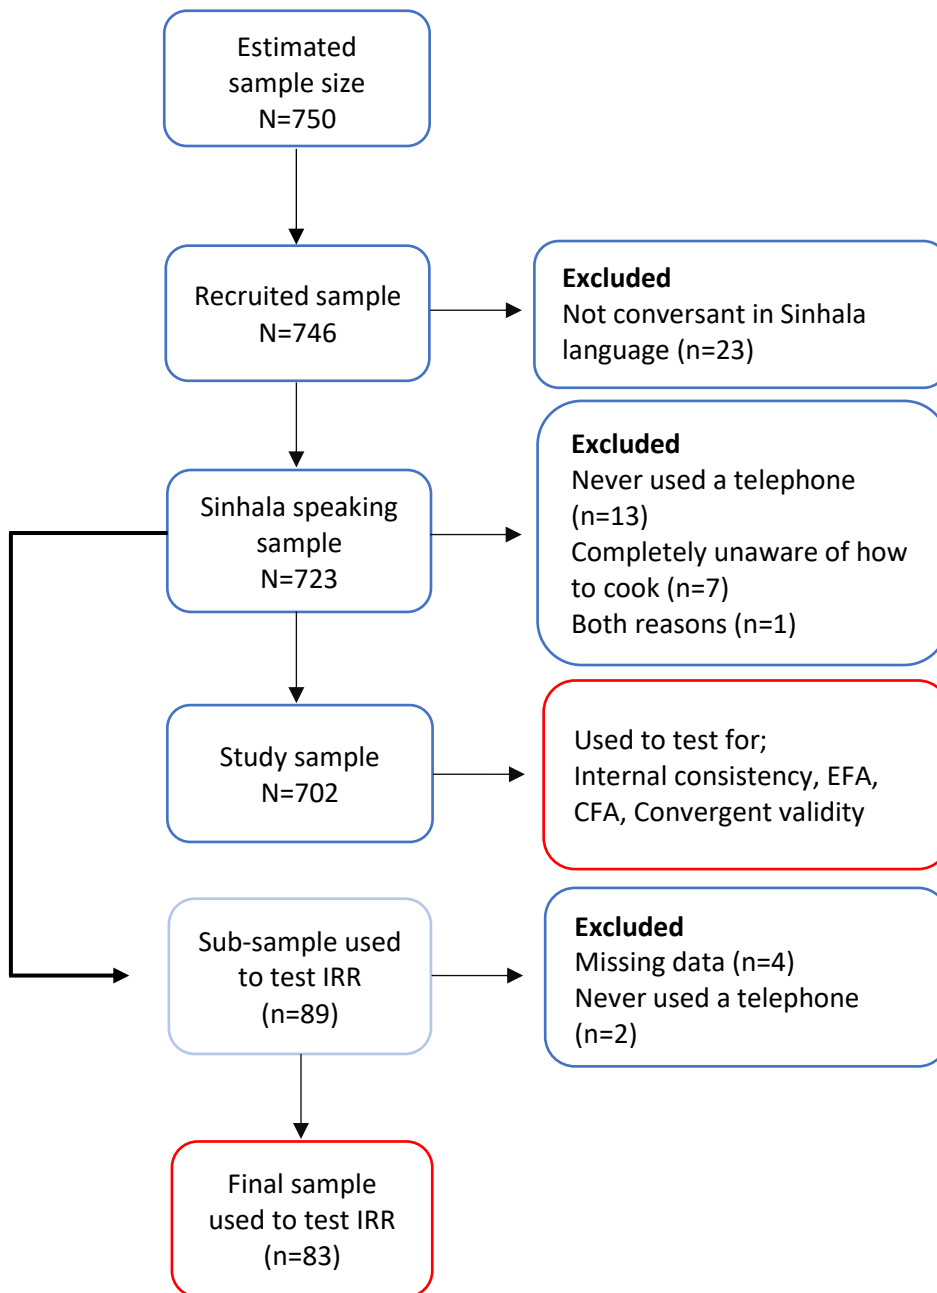 Estimated
sample size
N=750
Recruited sample
N=746
Excluded
Not conversant in Sinhala
language (n=23)
Sinhala speaking
sample
N=723
Excluded
Never used a telephone
(n=13)
Completely unaware of how
to cook (n=7)
Both reasons (n=1)
Study sample
N=702
Used to test for;
Internal consistency, EFA,
CFA, Convergent validity
Sub-sample used
to test IRR
(n=89)
Excluded
Missing data (n=4)
Never used a telephone
(n=2)
Final sample
used to test IRR
(n=83)